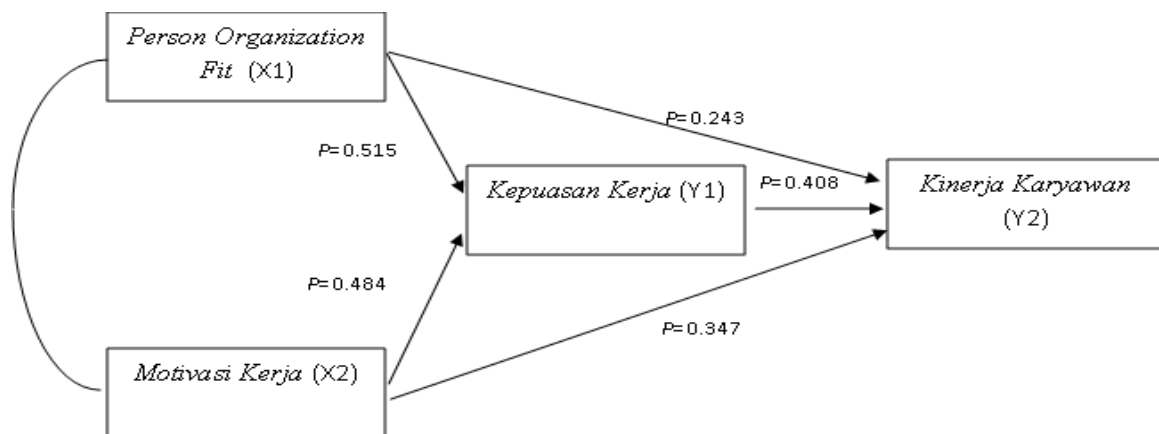 Person Organization
Fit (X1)
P=0.243
P=0.515
Kepuasan Kerja (Y1)
P=0.408
Kinerja Karyawan
(Y2)
P=0.484
P=0.347
Motivasi Kerja (X2)